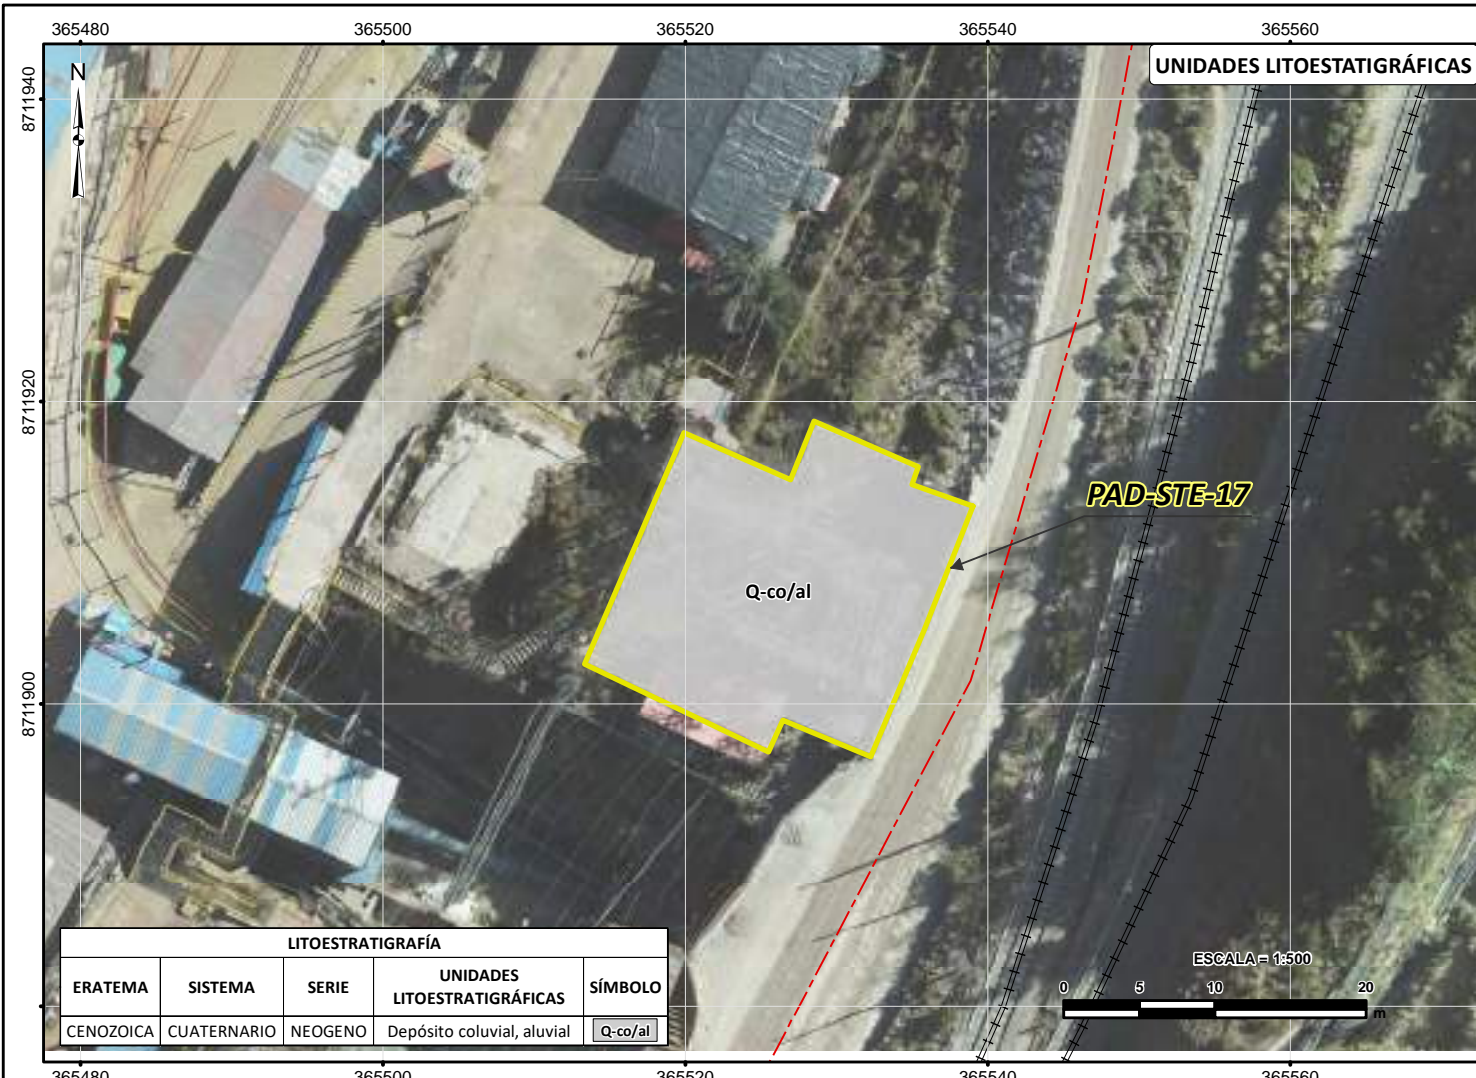 365480 365500 365520 365540 365560
UNIDADES LITOESTATIGRÁFICAS
N
8711940
8711920
PAD-STE-17
Q-co/al
8711900
LITOESTRATIGRAFÍA
ERATEMA SISTEMA SERIE UNIDADES LITOESTRATIGRÁFICAS SÍMBOLO
CENOZOICA CUATERNARIO NEOGENO Depósito coluvial, aluvial Q-co/al
ESCALA = 1:500
0 5 10 20
m
365480 365500 365520 365540 365560